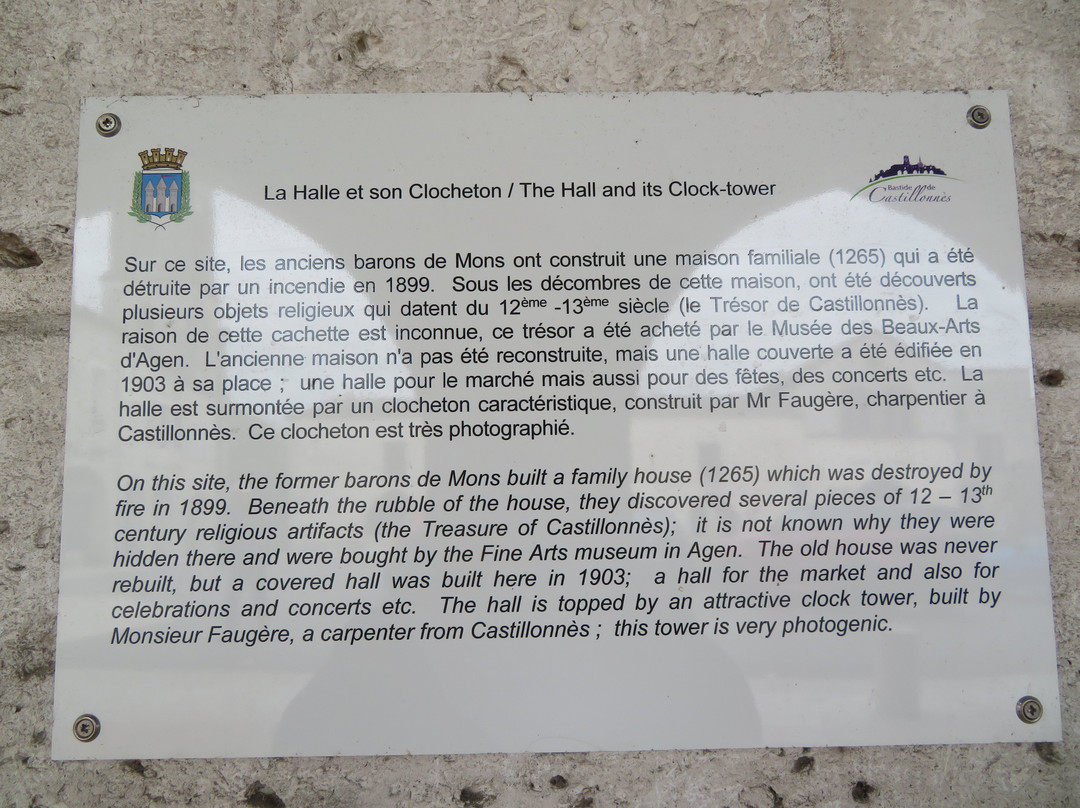 La Halle et son Clocheton / The Hall and its Clock-tower
Bastide de
Castillonnès
Sur ce site, les anciens barons de Mons ont construit une maison familiale (1265) qui a été
détruite par un incendie en 1899. Sous les décombres de cette maison, ont été découverts
plusieurs objets religieux qui datent du 12ème -13ème siècle (le Trésor de Castillonnès). La
raison de cette cachette est inconnue, ce trésor a été acheté par le Musée des Beaux-Arts
d'Agen. L'ancienne maison n'a pas été reconstruite, mais une halle couverte a été édifiée en
1903 à sa place ; une halle pour le marché mais aussi pour des fêtes, des concerts etc. La
halle est surmontée par un clocheton caractéristique, construit par Mr Faugère, charpentier à
Castillonnès. Ce clocheton est très photographié.
On this site, the former barons de Mons built a family house (1265) which was destroyed by
fire in 1899. Beneath the rubble of the house, they discovered several pieces of 12 – 13th
century religious artifacts (the Treasure of Castillonnès); it is not known why they were
hidden there and were bought by the Fine Arts museum in Agen. The old house was never
rebuilt, but a covered hall was built here in 1903; a hall for the market and also for
celebrations and concerts etc. The hall is topped by an attractive clock tower, built by
Monsieur Faugère, a carpenter from Castillonnès ; this tower is very photogenic.